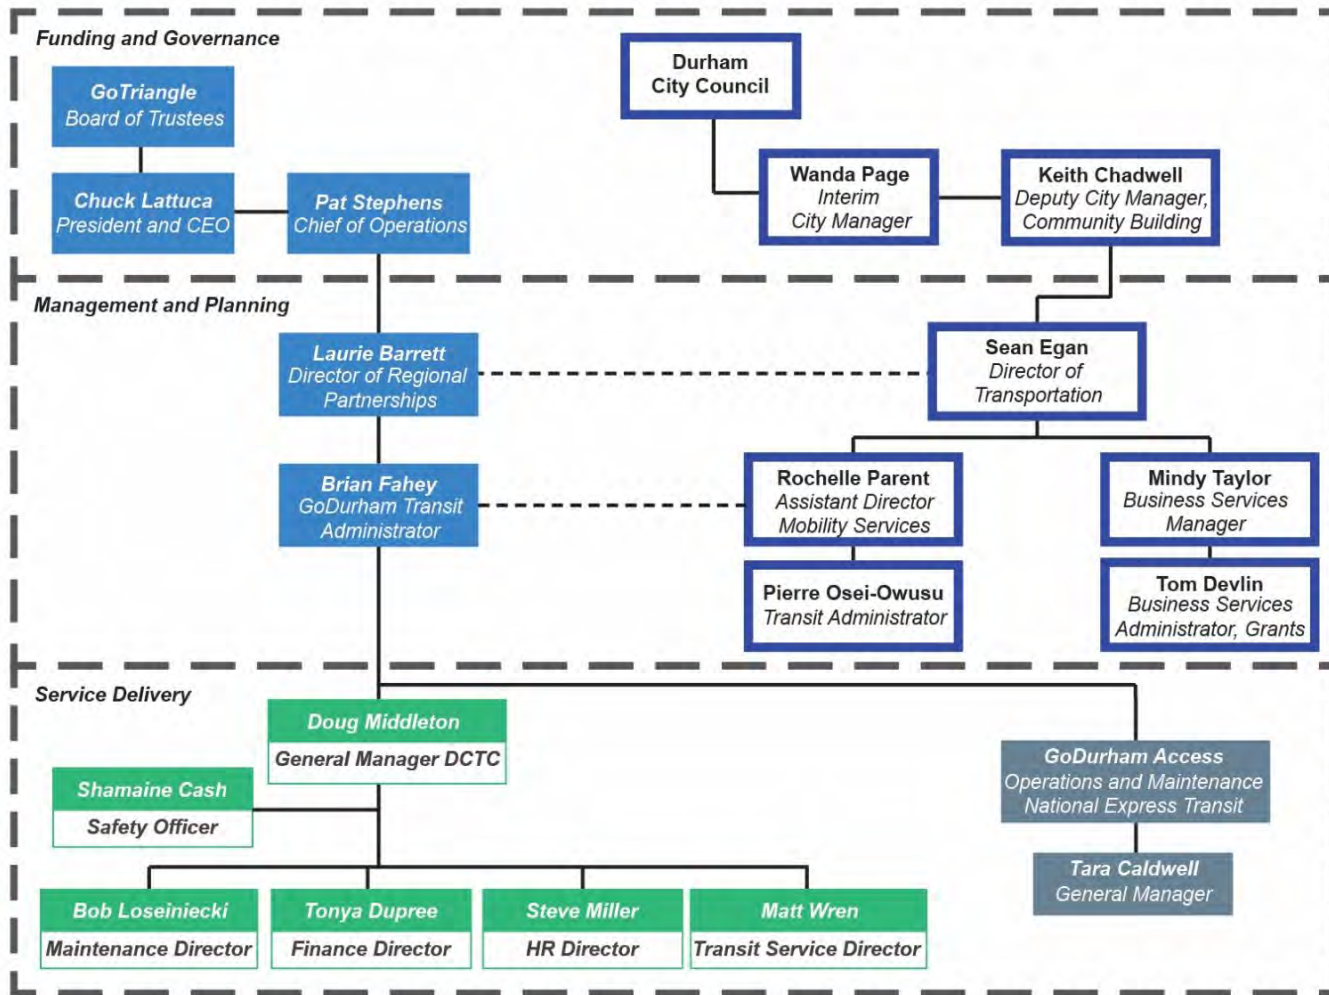 Funding and Governance
GoTriangle
Board of Trustees
Chuck Lattuca
President and CEO
Pat Stephens
Chief of Operations
Durham
City Council
Wanda Page
Interim
City Manager
Keith Chadwell
Deputy City Manager,
Community Building
Management and Planning
Laurie Barrett
Director of Regional
Partnerships
Sean Egan
Director of
Transportation
Brian Fahey
GoDurham Transit
Administrator
Rochelle Parent
Assistant Director
Mobility Services
Mindy Taylor
Business Services
Manager
Pierre Osei-Owusu
Transit Administrator
Tom Devlin
Business Services
Administrator, Grants
Service Delivery
Doug Middleton
General Manager DCTC
Shamaine Cash
Safety Officer
GoDurham Access
Operations and Maintenance
National Express Transit
Tara Caldwell
General Manager
Bob Loseiniecki
Maintenance Director
Tonya Dupree
Finance Director
Steve Miller
HR Director
Matt Wren
Transit Service Director